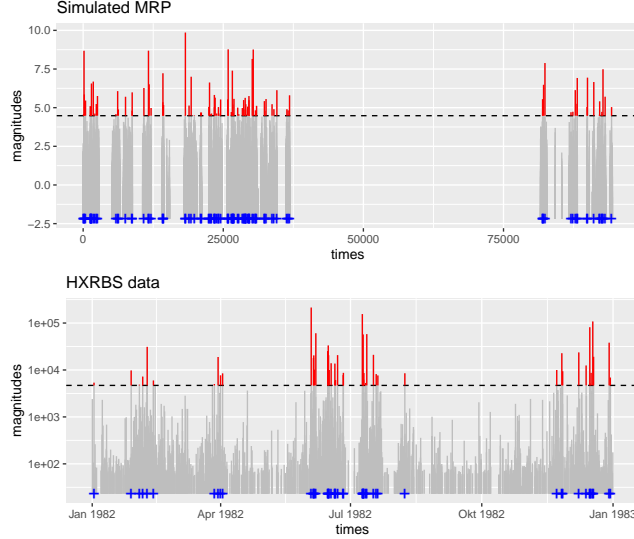 Simulated MRP
10.0
7.5
5.0
2.5
0.0
−2.5
magnitudes
0
25000
50000
75000
times
HXRBS data
1e+05
1e+04
1e+03
1e+02
magnitudes
Jan 1982
Apr 1982
Jul 1982
Okt 1982
Jan 1983
times